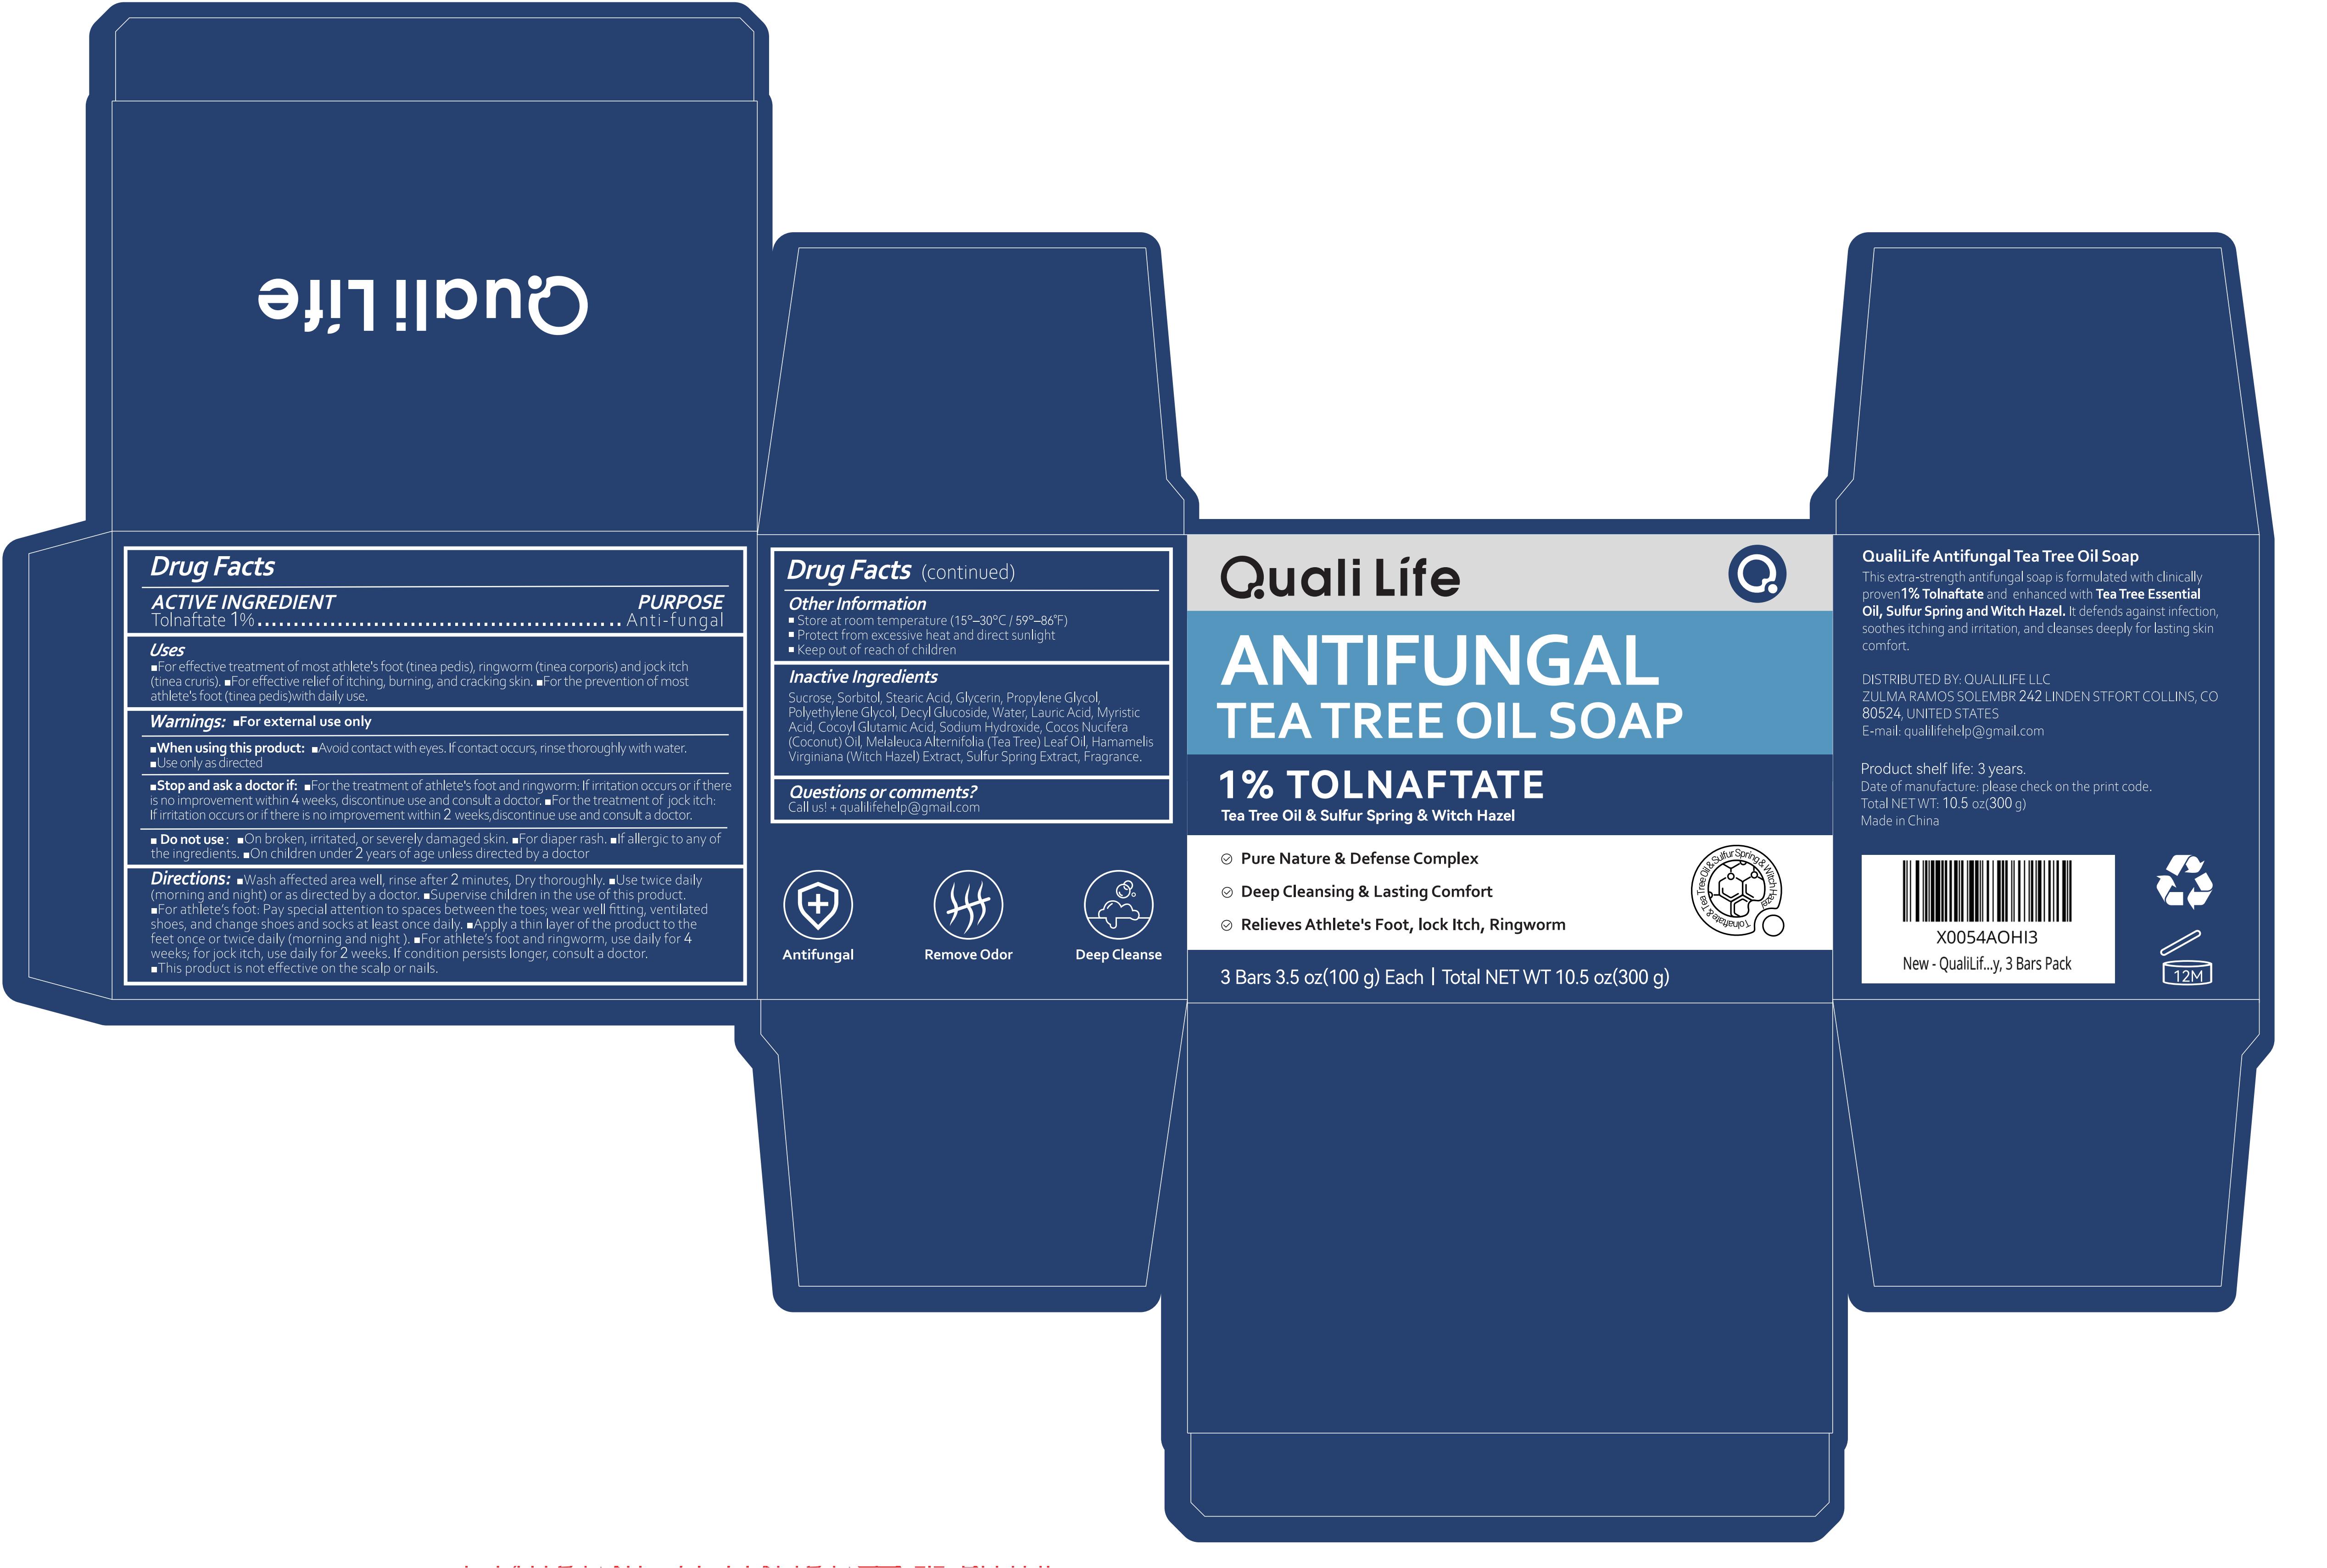 Quali Life
Drug Facts
ACTIVE INGREDIENT PURPOSE
Tolnaftate 1%................................................. Anti-fungal
Uses
■For effective treatment of most athlete's foot (tinea pedis), ringworm (tinea corporis) and jock itch
(tinea cruris). ■For effective relief of itching, burning, and cracking skin. ■For the prevention of most
athlete's foot (tinea pedis)with daily use.
Warnings: ■For external use only
■When using this product: ■Avoid contact with eyes. If contact occurs, rinse thoroughly with water.
■Use only as directed
■Stop and ask a doctor if: ■For the treatment of athlete's foot and ringworm: If irritation occurs or if there
is no improvement within 4 weeks, discontinue use and consult a doctor. ■For the treatment of jock itch:
If irritation occurs or if there is no improvement within 2 weeks,discontinue use and consult a doctor.
■ Do not use : ■On broken, irritated, or severely damaged skin. ■For diaper rash. ■If allergic to any of
the ingredients. ■On children under 2 years of age unless directed by a doctor
Directions: ■Wash affected area well, rinse after 2 minutes, Dry thoroughly. ■Use twice daily
(morning and night) or as directed by a doctor. ■Supervise children in the use of this product.
■For athlete's foot: Pay special attention to spaces between the toes; wear well fitting, ventilated
shoes, and change shoes and socks at least once daily. ■Apply a thin layer of the product to the
feet once or twice daily (morning and night ). ■For athlete's foot and ringworm, use daily for 4
weeks; for jock itch, use daily for 2 weeks. If condition persists longer, consult a doctor.
■This product is not effective on the scalp or nails.
Drug Facts (continued)
Other Information
■ Store at room temperature (15°–30°C / 59°–86°F)
■ Protect from excessive heat and direct sunlight
■ Keep out of reach of children
Inactive Ingredients
Sucrose, Sorbitol, Stearic Acid, Glycerin, Propylene Glycol,
Polyethylene Glycol, Decyl Glucoside, Water, Lauric Acid, Myristic
Acid, Cocoyl Glutamic Acid, Sodium Hydroxide, Cocos Nucifera
(Coconut) Oil, Melaleuca Alternifolia (Tea Tree) Leaf Oil, Hamamelis
Virginiana (Witch Hazel) Extract, Sulfur Spring Extract, Fragrance.
Questions or comments?
Call us! + qualilifehelp@gmail.com
Antifungal
Remove Odor
Deep Cleanse
Quali Life
ANTIFUNGAL
TEA TREE OIL SOAP
1% TOLNAFTATE
Tea Tree Oil & Sulfur Spring & Witch Hazel
Pure Nature & Defense Complex
Deep Cleansing & Lasting Comfort
Relieves Athlete's Foot, lock Itch, Ringworm
Tolnaftate & Tea Tree Oil & Sulfur Spring & Witch Hazel
3 Bars 3.5 oz(100 g) Each | Total NET WT 10.5 oz(300 g)
QualiLife Antifungal Tea Tree Oil Soap
This extra-strength antifungal soap is formulated with clinically
proven1% Tolnaftate and enhanced with Tea Tree Essential
Oil, Sulfur Spring and Witch Hazel. It defends against infection,
soothes itching and irritation, and cleanses deeply for lasting skin
comfort.
DISTRIBUTED BY: QUALILIFE LLC
ZULMA RAMOS SOLEMBR 242 LINDEN STFORT COLLINS, CO
80524, UNITED STATES
E-mail: qualilifehelp@gmail.com
Product shelf life: 3 years.
Date of manufacture: please check on the print code.
Total NET WT: 10.5 oz(300 g)
Made in China
X0054AOHI3
New - QualiLif...y, 3 Bars Pack
12M